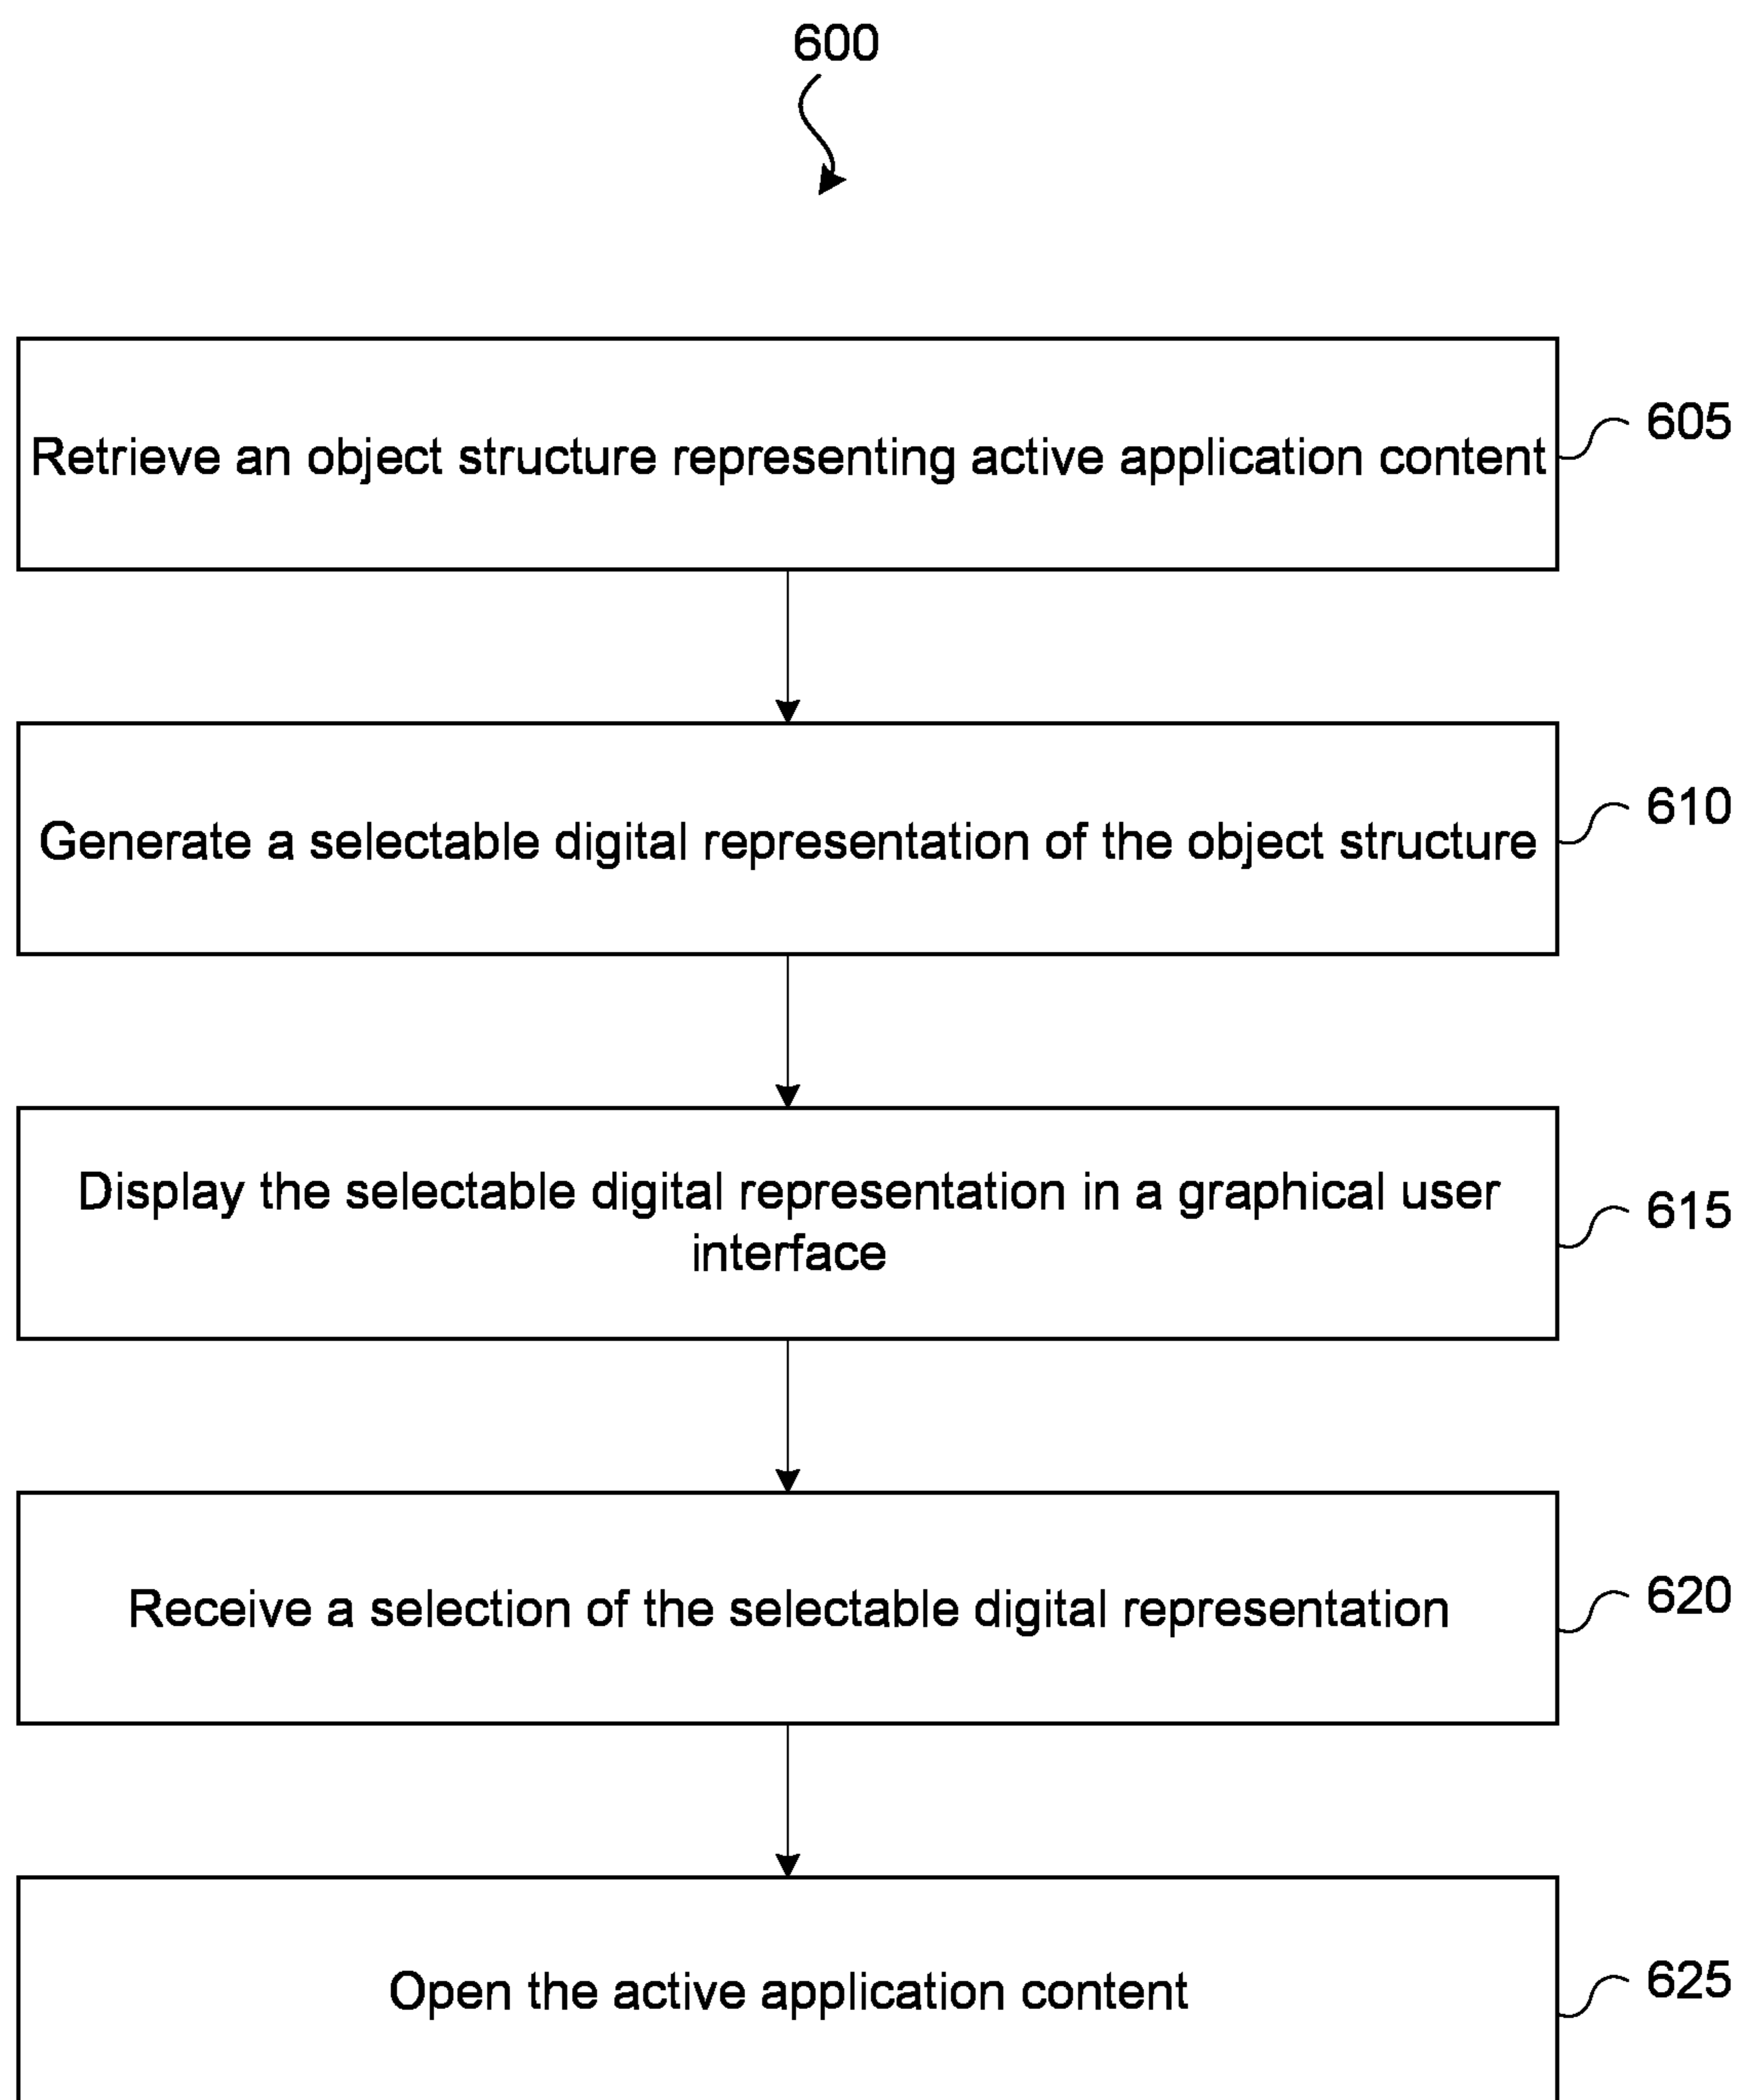 600
Retrieve an object structure representing active application content
605
Generate a selectable digital representation of the object structure
610
Display the selectable digital representation in a graphical user
interface
615
Receive a selection of the selectable digital representation
620
Open the active application content
625